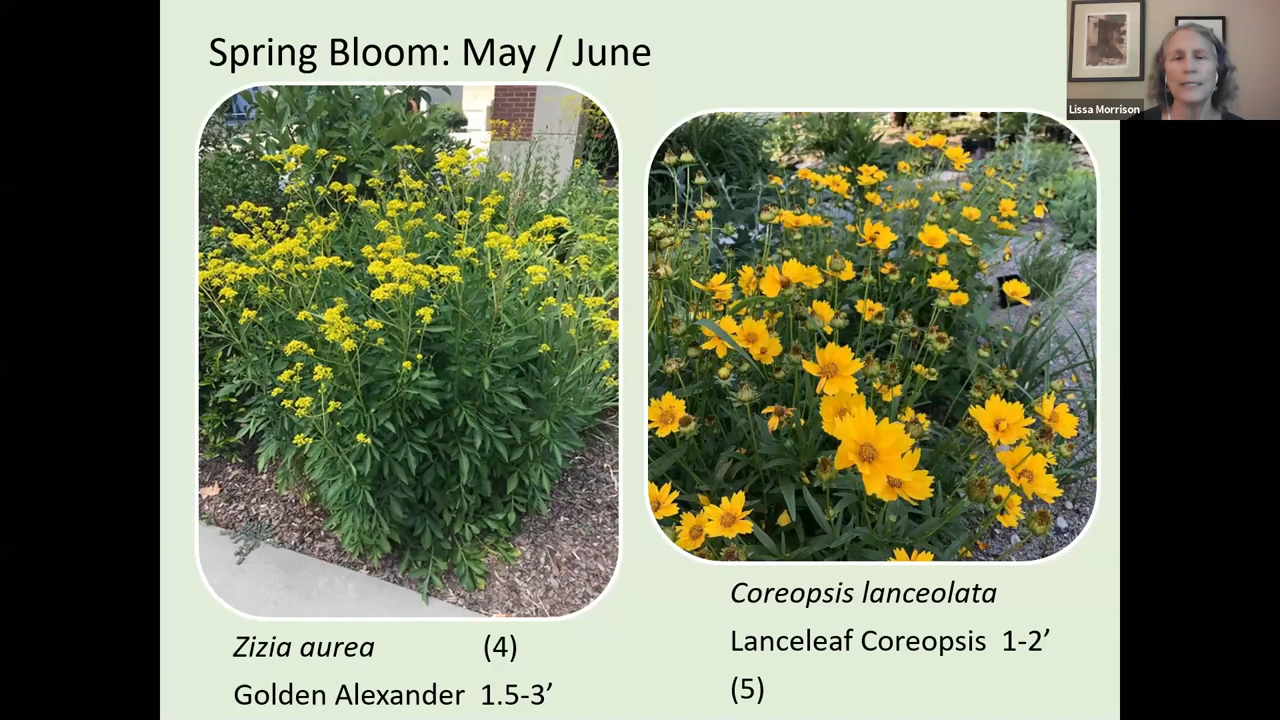 Spring Bloom: May / June
Lissa Morrison
Zizia aurea (4)
Golden Alexander 1.5-3’
Coreopsis lanceolata
Lanceleaf Coreopsis 1-2’
(5)